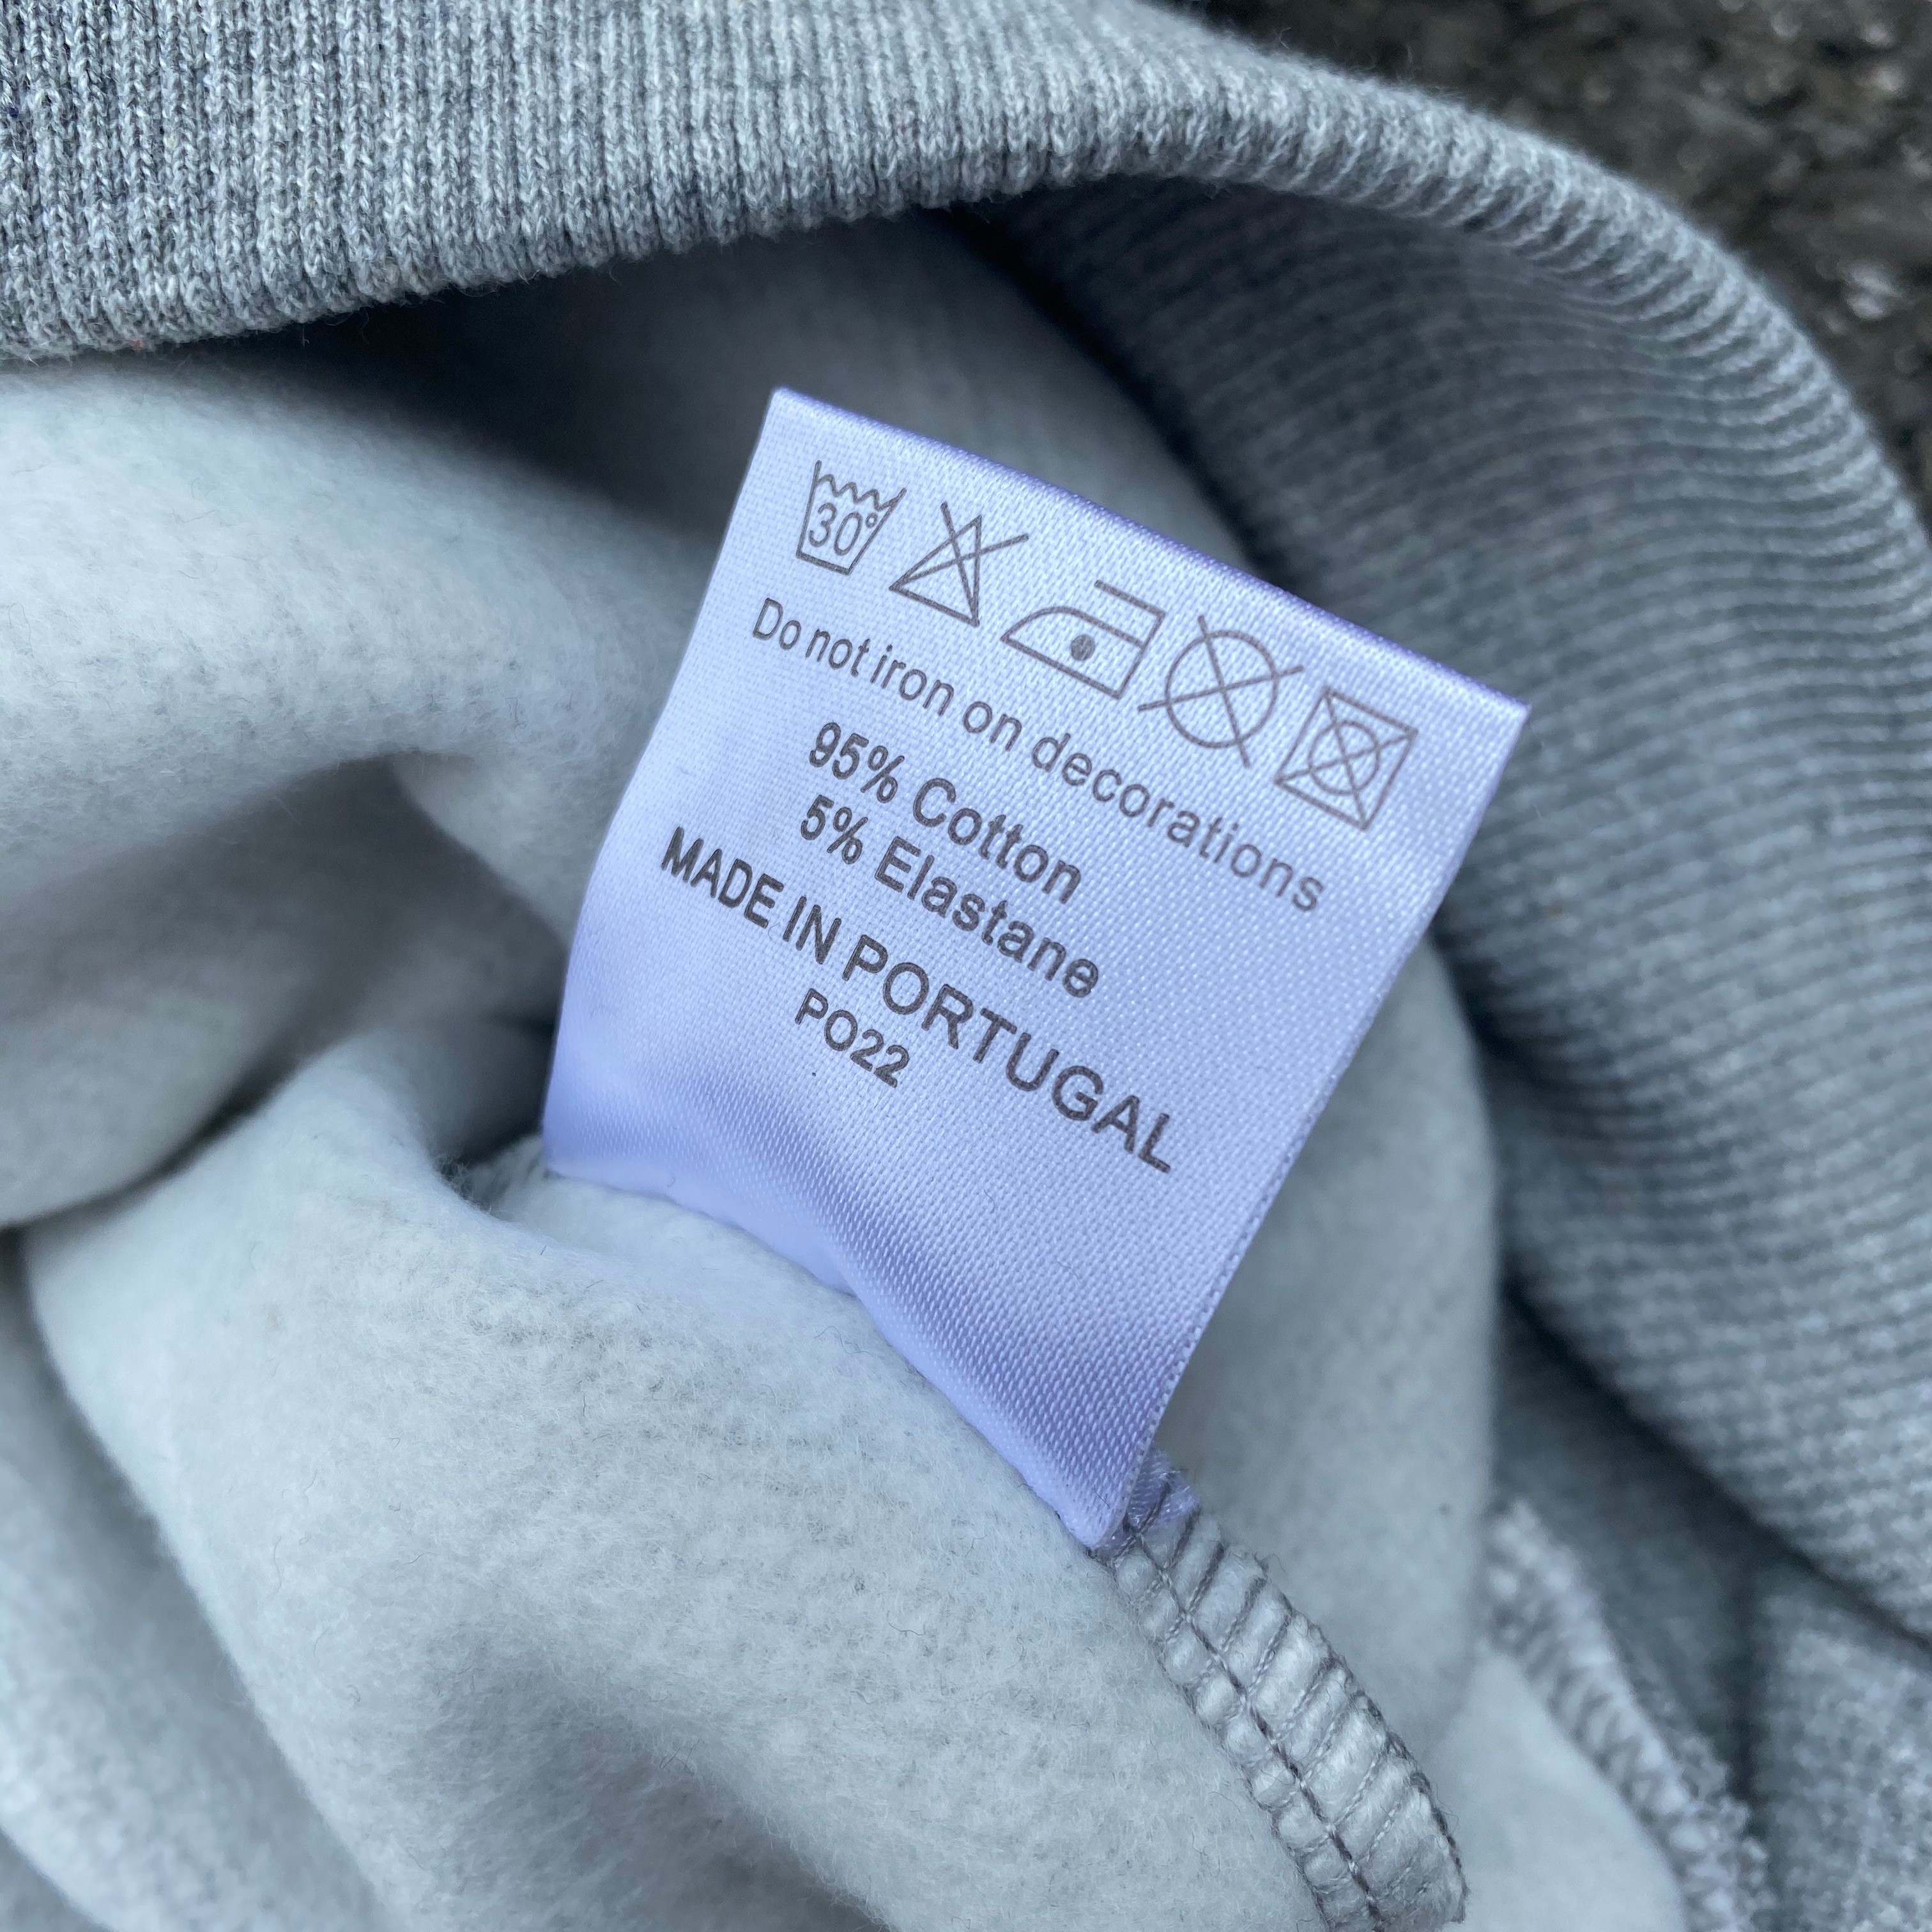 30°
Do not iron on decorations
95% Cotton
5% Elastane
MADE IN PORTUGAL
PO22